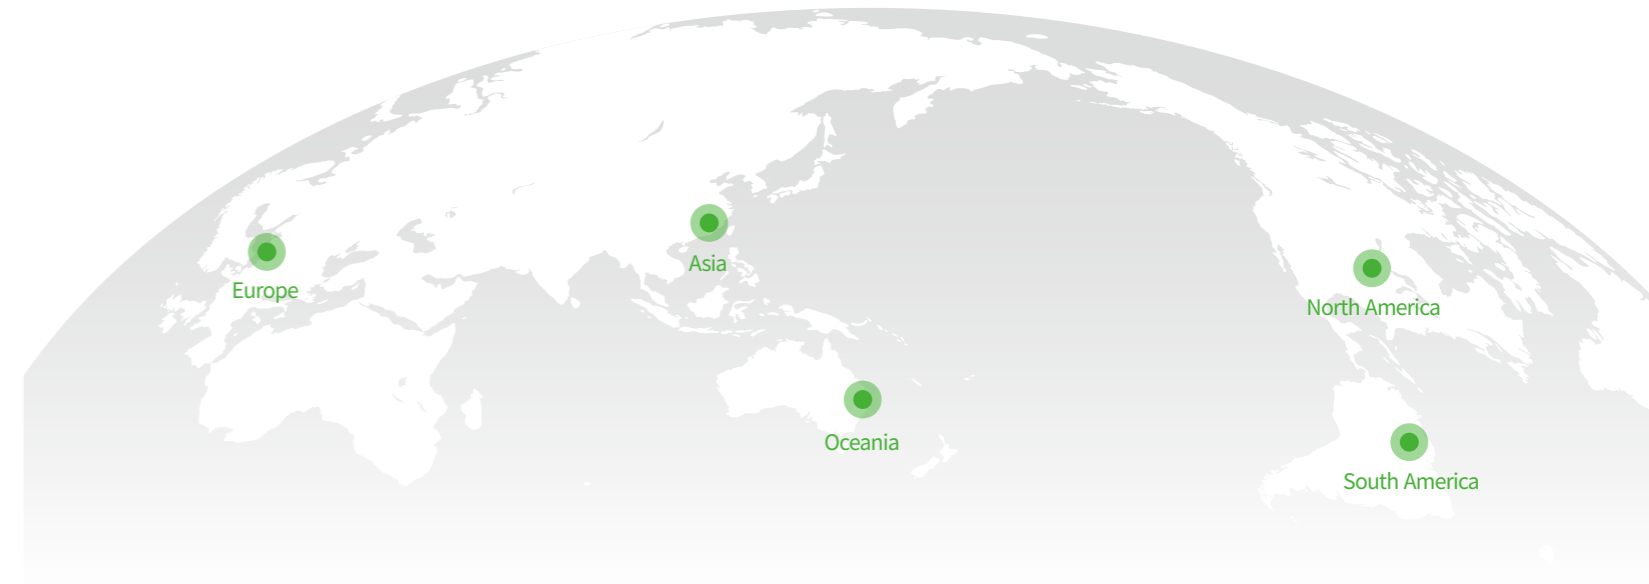 Asia
Europe
North America
Oceania
South America